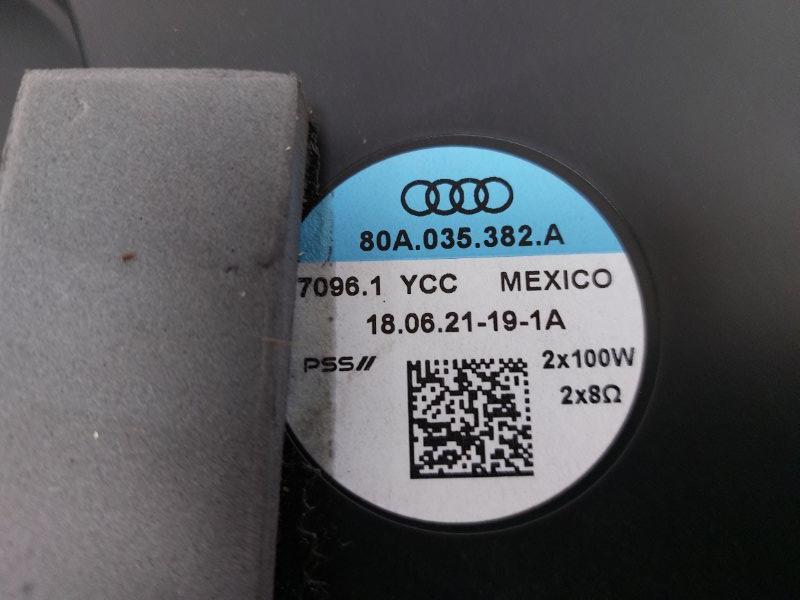 80A.035.382.A
7096.1 YCC MEXICO
18.06.21-19-1A
PSS// 2x100W
2x8Ω